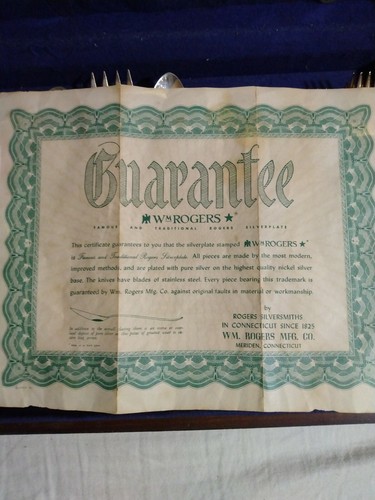 Guarantee
WM ROGERS ★
FAMOUS AND TRADITIONAL ROGERS SILVERPLATE
This certificate guarantees to you that the silverplate stamped WM ROGERS ★
is Famous and Traditional Rogers Silverplate. All pieces are made by the most modern,
improved methods, and are plated with pure silver on the highest quality nickel silver
base. The knives have blades of stainless steel. Every piece bearing this trademark is
guaranteed by Wm. Rogers Mfg. Co. against original faults in material or workmanship.
by
ROGERS SILVERSMITHS
IN CONNECTICUT SINCE 1825
WM. ROGERS MFG. CO.
MERIDEN, CONNECTICUT